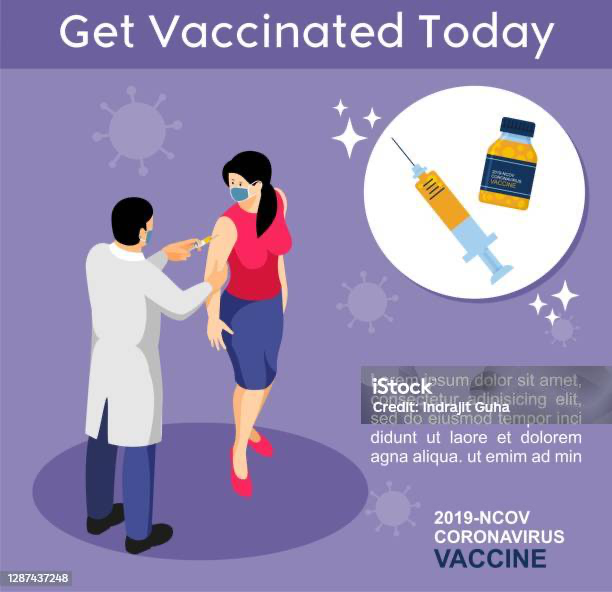 Get Vaccinated Today
2019-NCOV
CORONAVIRUS
VACCINE
Lorem ipsum dolor sit amet,
consectetur adipisicing elit,
sed do eiusmod tempor inci
didunt ut laore et dolorem
agna aliqua. ut enim ad min
iStock
Credit: Indrajit Guha
2019-NCOV
CORONAVIRUS
VACCINE
1287437248